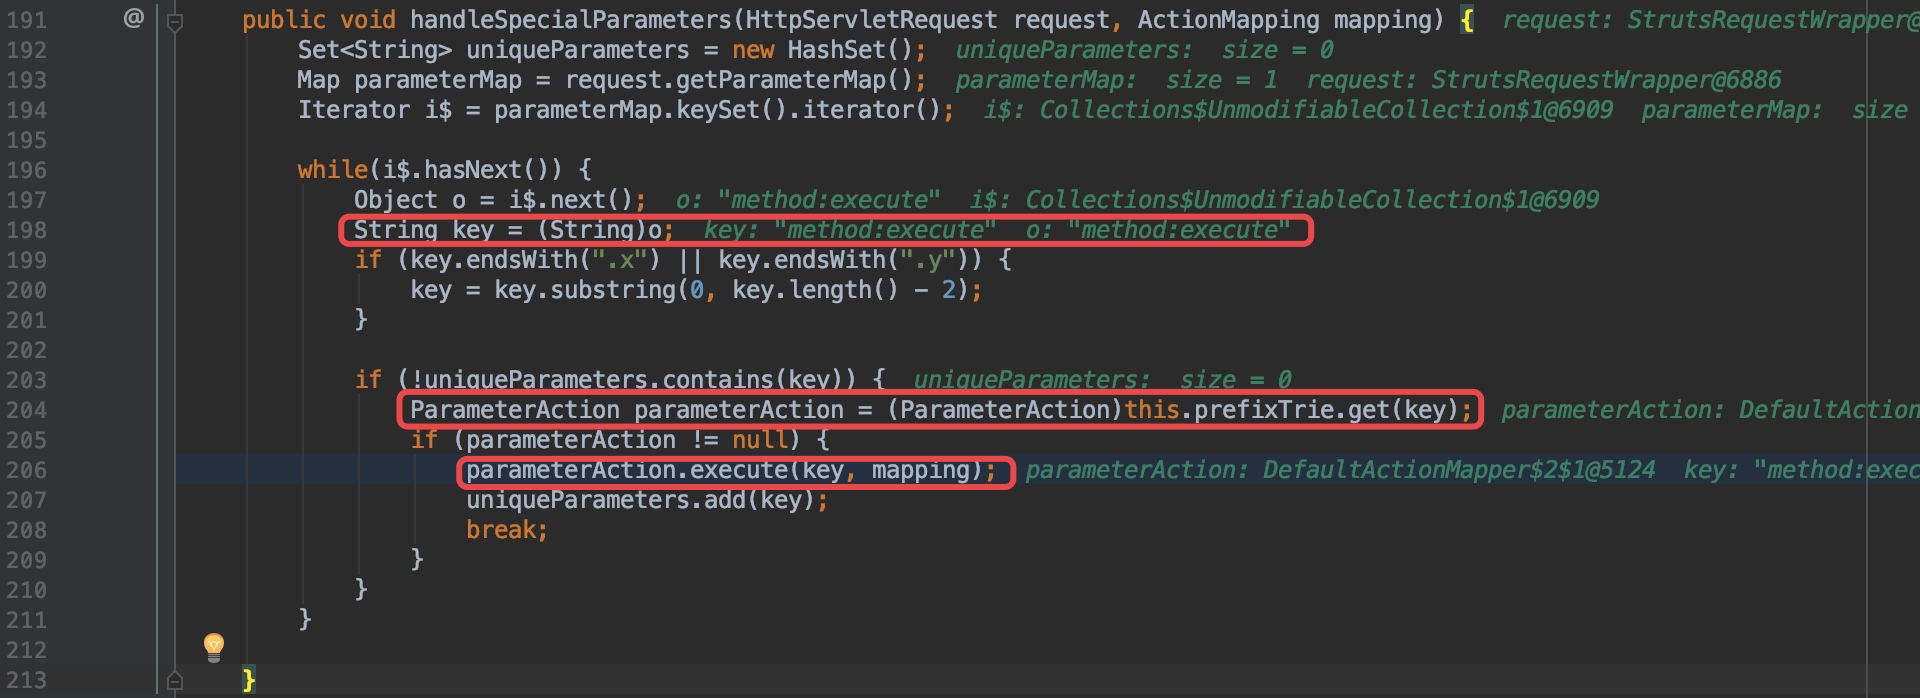 191 @ public void handleSpecialParameters(HttpServletRequest request, ActionMapping mapping) { request: StrutsRequestWrapper@
192 Set<String> uniqueParameters = new HashSet(); uniqueParameters: size = 0
193 Map parameterMap = request.getParameterMap(); parameterMap: size = 1 request: StrutsRequestWrapper@6886
194 Iterator i$ = parameterMap.keySet().iterator(); i$: Collections$UnmodifiableCollection$1@6909 parameterMap: size
195
196 while(i$.hasNext()) {
197 Object o = i$.next(); o: "method:execute" i$: Collections$UnmodifiableCollection$1@6909
198 String key = (String)o; key: "method:execute" o: "method:execute"
199 if (key.endsWith(".x") || key.endsWith(".y")) {
200 key = key.substring(0, key.length() - 2);
201 }
202
203 if (!uniqueParameters.contains(key)) { uniqueParameters: size = 0
204 ParameterAction parameterAction = (ParameterAction)this.prefixTrie.get(key); parameterAction: DefaultAction
205 if (parameterAction != null) {
206 parameterAction.execute(key, mapping); parameterAction: DefaultActionMapper$2$1@5124 key: "method:exec
207 uniqueParameters.add(key);
208 break;
209 }
210 }
211 }
212
213 }